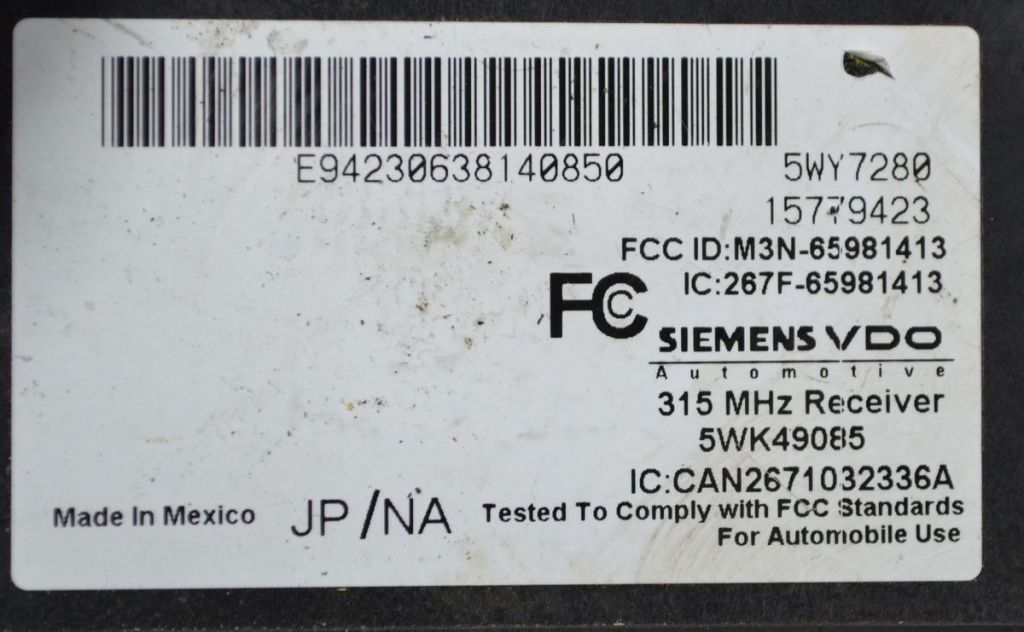 E94230638140850 5WY7280
15779423
FCC ID:M3N-65981413
IC:267F-65981413
FC
SIEMENS VDO
Automotive
315 MHz Receiver
5WK49085
IC:CAN2671032336A
Made In Mexico JP/NA Tested To Comply with FCC Standards
For Automobile Use